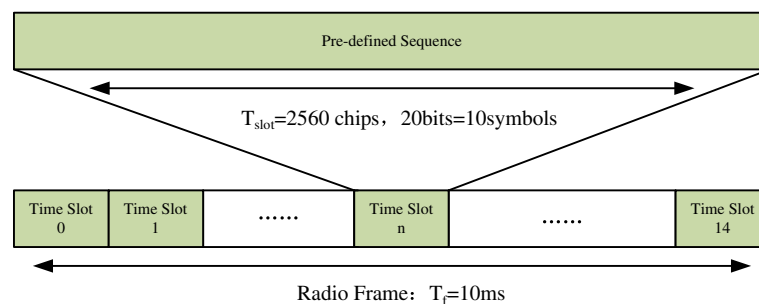 Pre-defined Sequence
Tslot=2560 chips，20bits=10symbols
Time Slot
0
Time Slot
1
……
Time Slot
n
……
Time Slot
14
Radio Frame：Tf=10ms